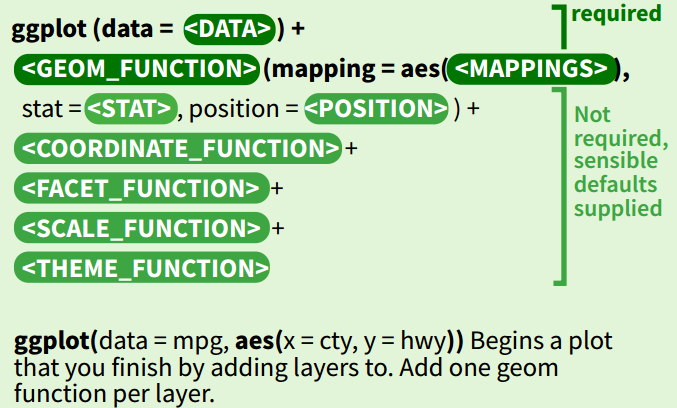 ggplot (data = <DATA>) +
required
<GEOM_FUNCTION>(mapping = aes(<MAPPINGS>),
stat = <STAT>, position = <POSITION>) +
Not
required,
sensible
defaults
supplied
<COORDINATE_FUNCTION> +
<FACET_FUNCTION> +
<SCALE_FUNCTION> +
<THEME_FUNCTION>
ggplot(data = mpg, aes(x = cty, y = hwy)) Begins a plot
that you finish by adding layers to. Add one geom
function per layer.